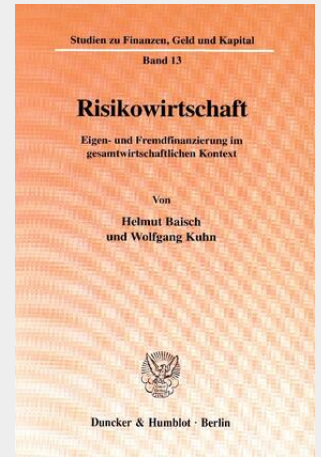 Studien zu Finanzen, Geld und Kapital
Band 13
Risikowirtschaft
Eigen- und Fremdfinanzierung im
gesamtwirtschaftlichen Kontext
Von
Helmut Baisch
und Wolfgang Kuhn
Duncker & Humblot · Berlin